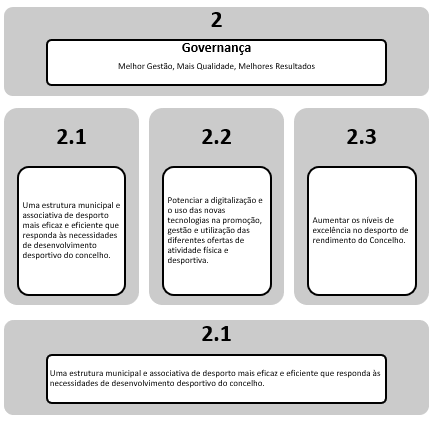 2
Governança
Melhor Gestão, Mais Qualidade, Melhores Resultados
2.1
Uma estrutura municipal e
associativa de desporto
mais eficaz e eficiente que
responda às necessidades
de desenvolvimento
desportivo do concelho.
2.2
Potenciar a digitalização e
o uso das novas
tecnologias na promoção,
gestão e utilização das
diferentes ofertas de
atividade física e
desportiva.
2.3
Aumentar os níveis de
excelência no desporto de
rendimento do Concelho.
2.1
Uma estrutura municipal e associativa de desporto mais eficaz e eficiente que responda às
necessidades de desenvolvimento desportivo do concelho.